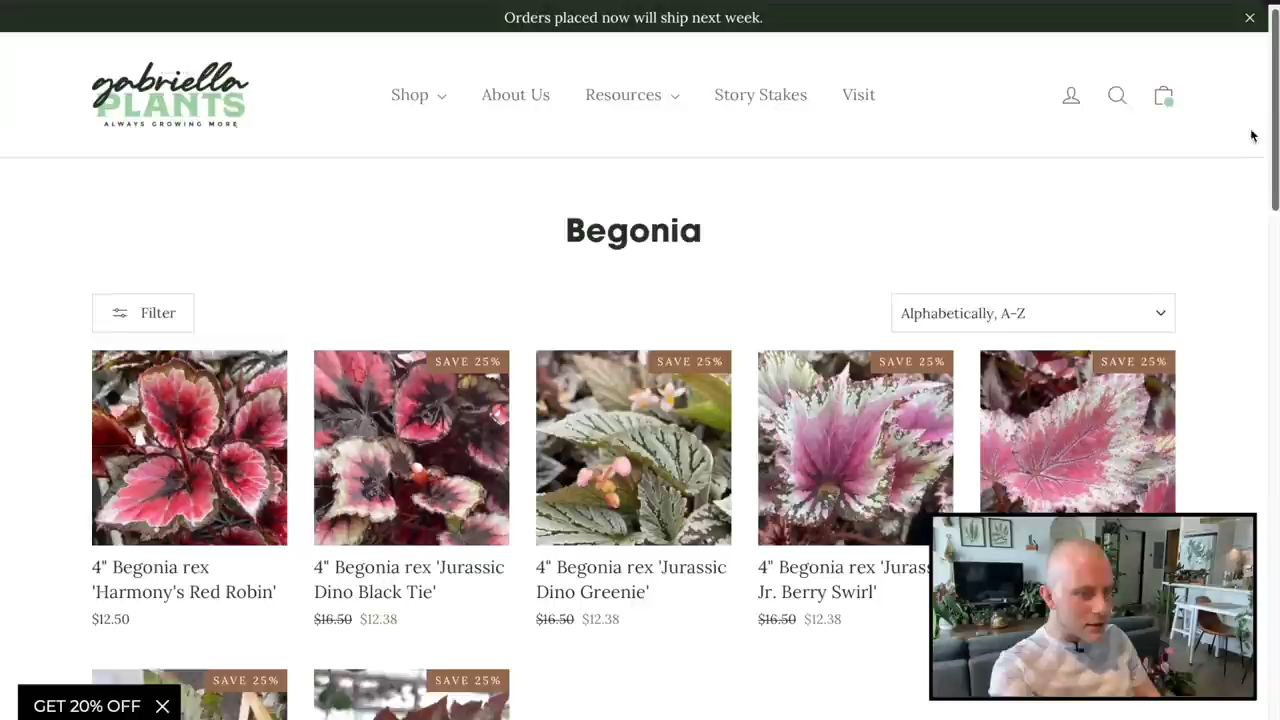 Orders placed now will ship next week.
gabriella
PLANTS
ALWAYS GROWING MORE
Shop
About Us
Resources
Story Stakes
Visit
Begonia
Filter
Alphabetically, A-Z
SAVE 25%
SAVE 25%
SAVE 25%
SAVE 25%
4" Begonia rex
'Harmony's Red Robin'
$12.50
4" Begonia rex 'Jurassic
Dino Black Tie'
$16.50 $12.38
4" Begonia rex 'Jurassic
Dino Greenie'
$16.50 $12.38
4" Begonia rex 'Jurass
Jr. Berry Swirl'
$16.50 $12.38
SAVE 25%
SAVE 25%
GET 20% OFF